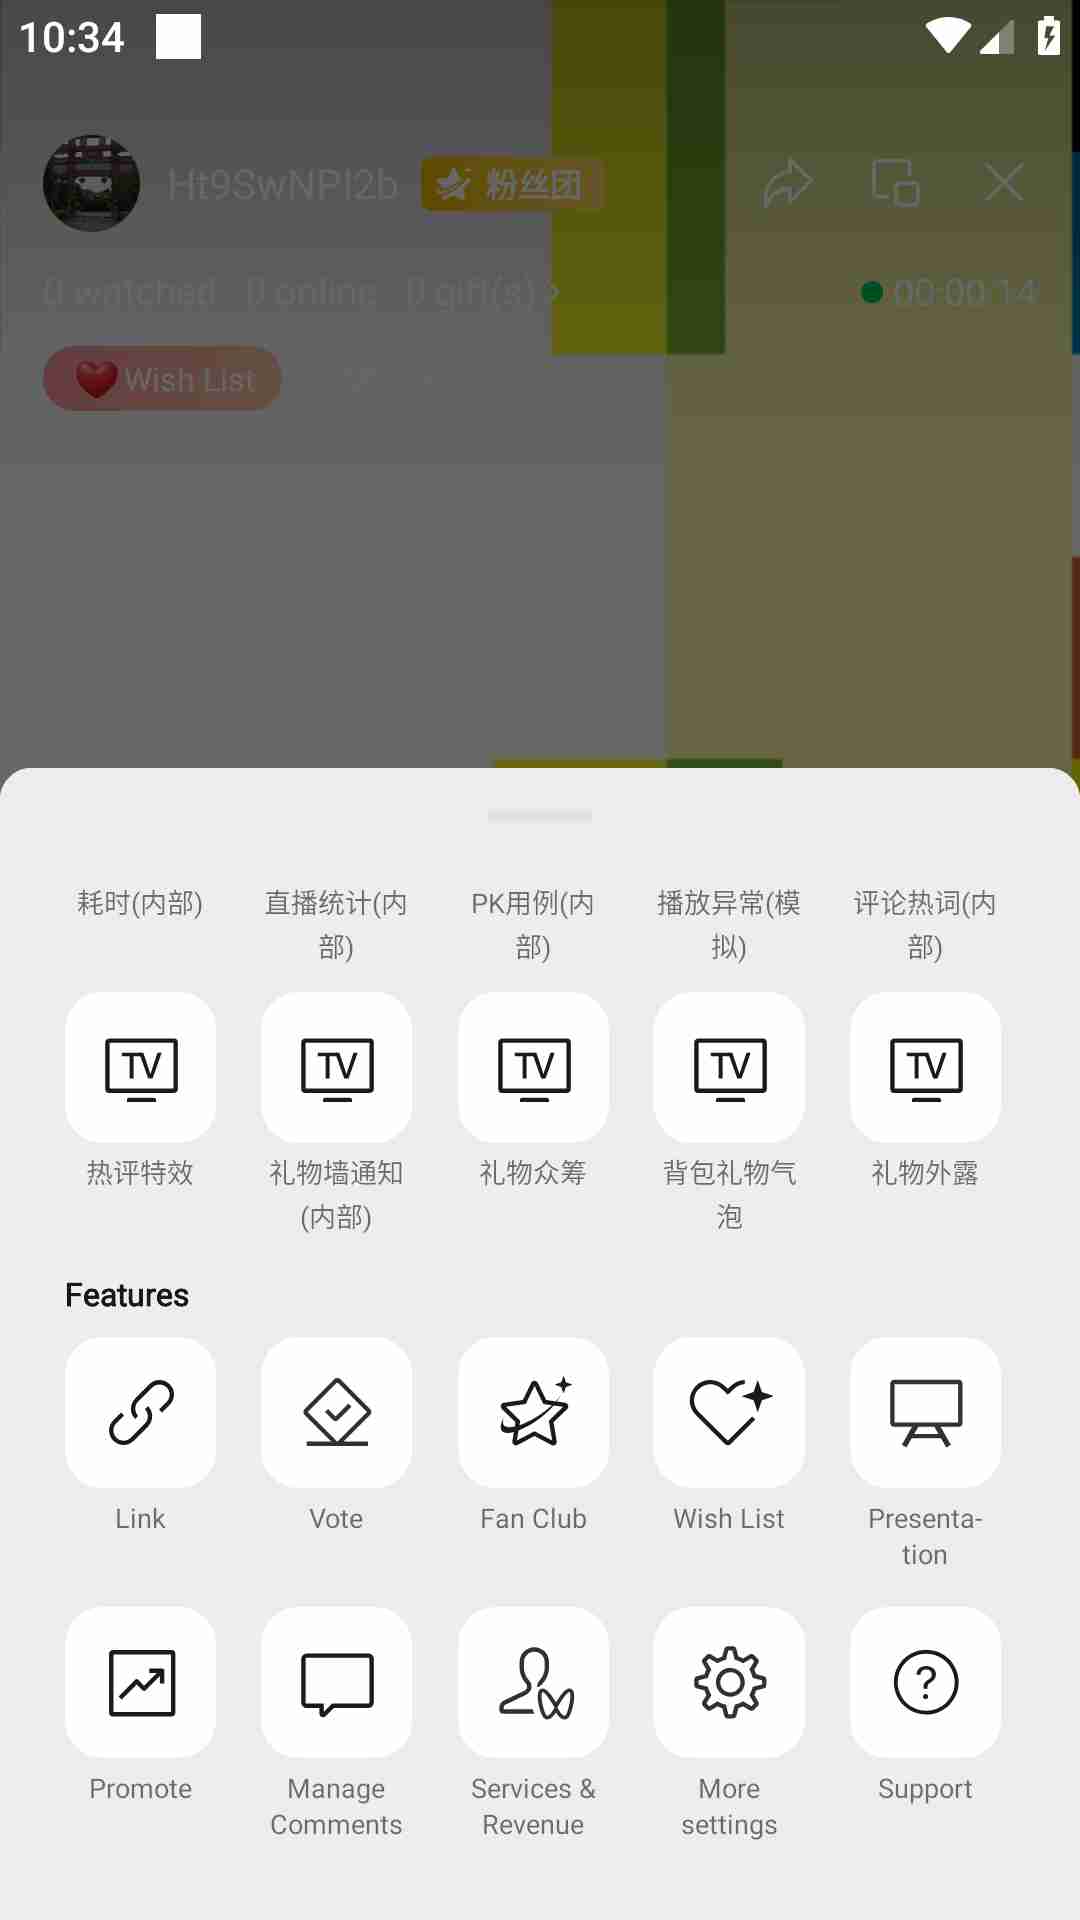 10:34
Ht9SwNPI2b 粉丝团
0 watched 0 online 0 gift(s) ›
00:00:14
Wish List
耗时(内部)
直播统计(内
部)
PK用例(内
部)
播放异常(模
拟)
评论热词(内
部)
TV
热评特效
TV
礼物墙通知
(内部)
TV
礼物众筹
TV
背包礼物气
泡
TV
礼物外露
Features
Link
Vote
Fan Club
Wish List
Presenta-
tion
Promote
Manage
Comments
Services &
Revenue
More
settings
Support